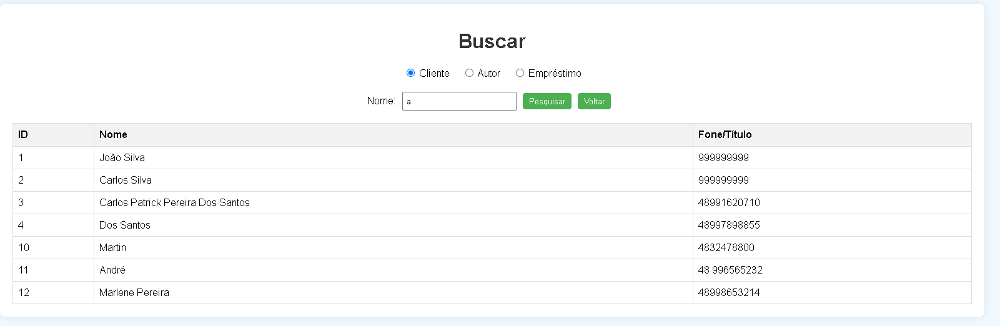 Buscar
Cliente Autor Empréstimo
Nome: a Pesquisar Voltar
ID Nome Fone/Título
1 João Silva 999999999
2 Carlos Silva 999999999
3 Carlos Patrick Pereira Dos Santos 48991620710
4 Dos Santos 48997898855
10 Martin 4832478800
11 André 48 996565232
12 Marlene Pereira 48998653214